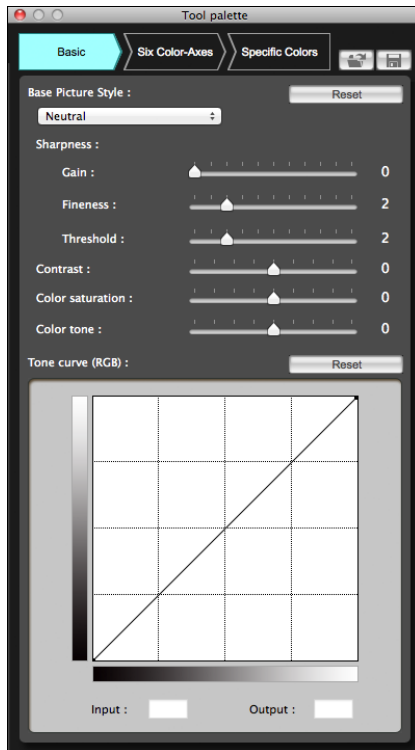 Tool palette
Basic Six Color-Axes Specific Colors
Base Picture Style : Reset
Neutral
Sharpness :
Gain : 0
Fineness : 2
Threshold : 2
Contrast : 0
Color saturation : 0
Color tone : 0
Tone curve (RGB) : Reset
Input : Output :